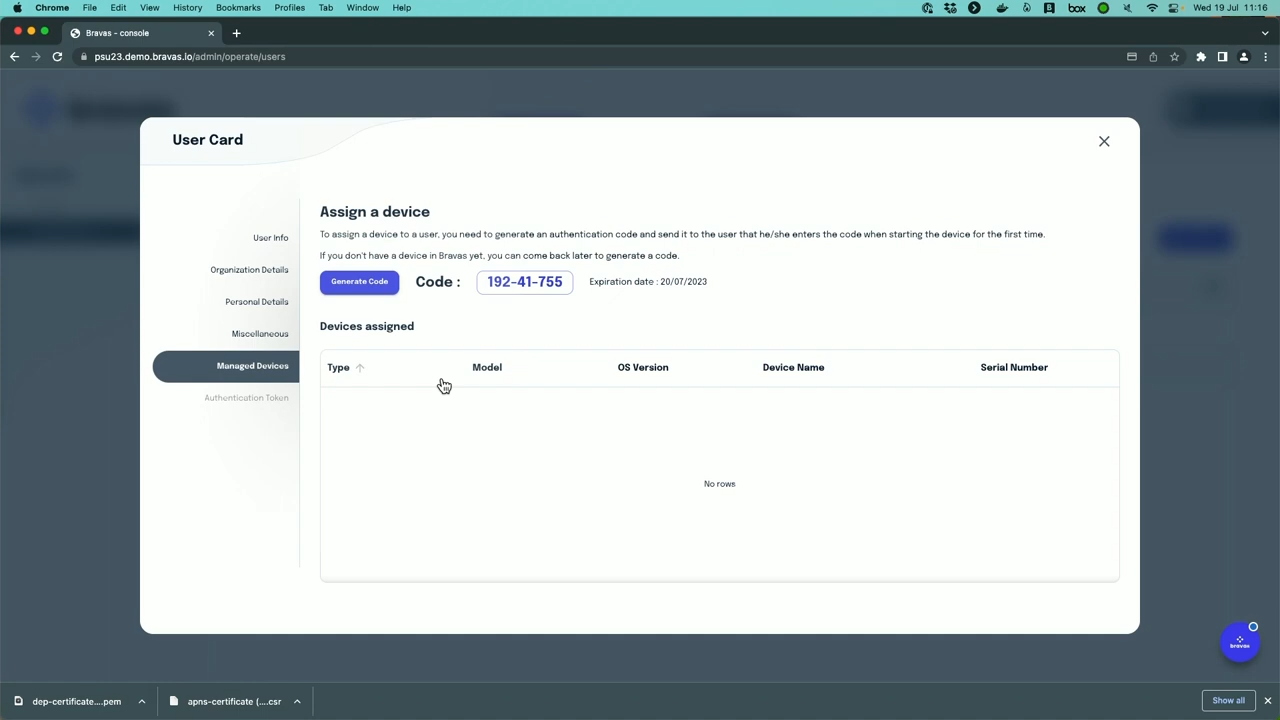 Chrome File Edit View History Bookmarks Profiles Tab Window Help
box Wed 19 Jul 11:16
Bravas - console
psu23.demo.bravas.io/admin/operate/users
User Card
User Info
Organization Details
Personal Details
Miscellaneous
Managed Devices
Authentication Token
Assign a device
To assign a device to a user, you need to generate an authentication code and send it to the user that he/she enters the code when starting the device for the first time.
If you don't have a device in Bravas yet, you can come back later to generate a code.
Generate Code Code : 192-41-755 Expiration date : 20/07/2023
Devices assigned
Type Model OS Version Device Name Serial Number
No rows
bravas
dep-certificate....pem apns-certificate (....csr Show all